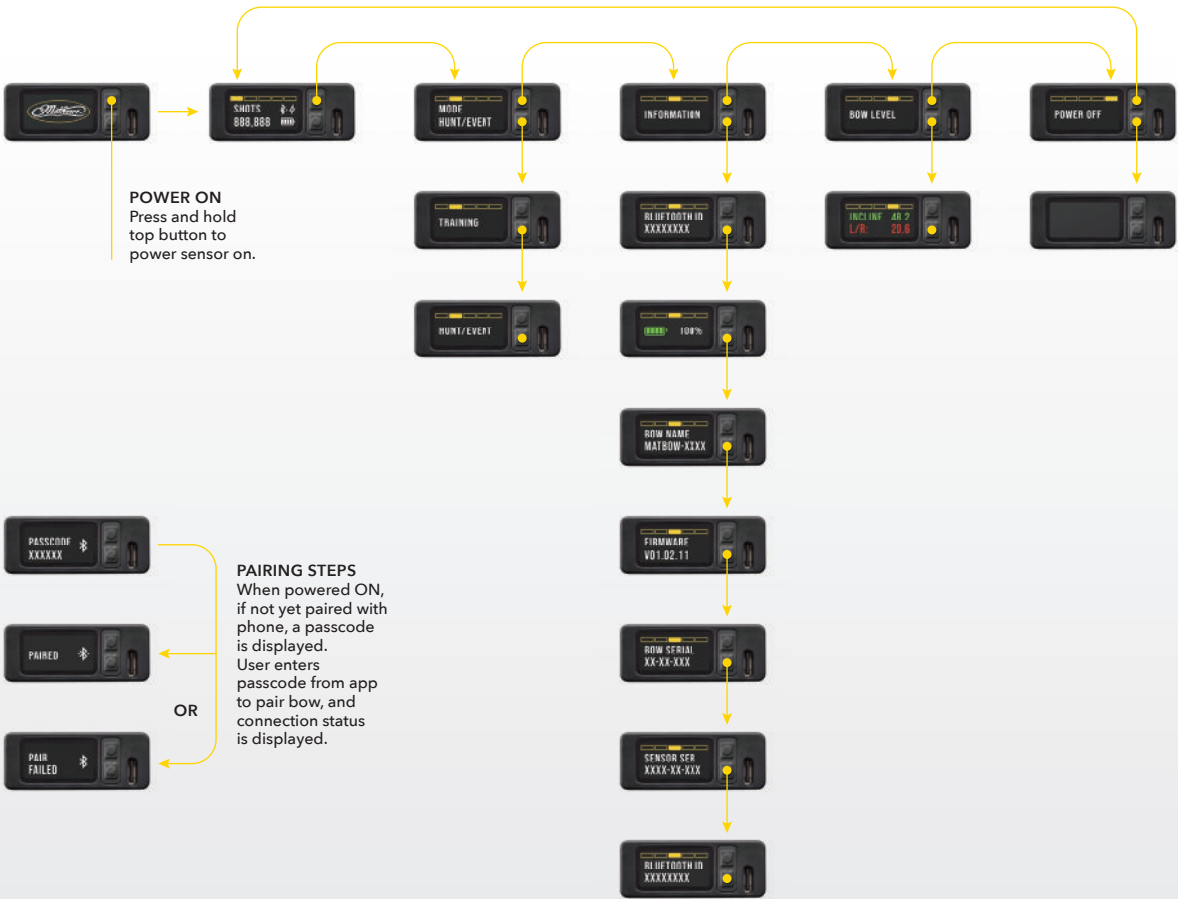 Mathews
SHOTS
888,888
MODE
HUNT/EVENT
INFORMATION
BOW LEVEL
POWER OFF
POWER ON
Press and hold
top button to
power sensor on.
TRAINING
BLUETOOTH ID
XXXXXXXX
INCLINE 48.2
L/R: 20.6
HUNT/EVENT
100%
BOW NAME
MATBOW-XXXX
PASSCODE
XXXXXX
FIRMWARE
V01.02.11
PAIRING STEPS
When powered ON,
if not yet paired with
phone, a passcode
is displayed.
User enters
passcode from app
to pair bow, and
connection status
is displayed.
PAIRED
OR
PAIR
FAILED
BOW SERIAL
XX-XX-XXX
SENSOR SER
XXXX-XX-XXX
BLUETOOTH ID
XXXXXXXX